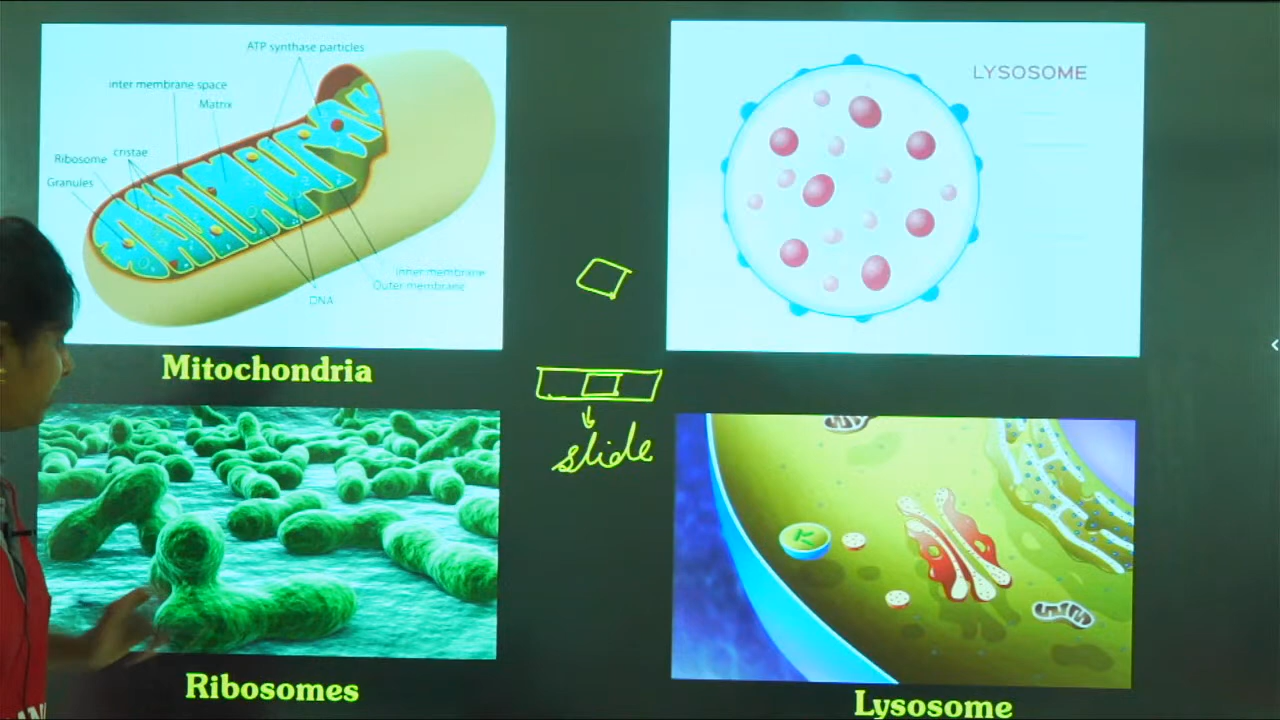 ATP synthase particles
inter membrane space
Matrix
Ribosome
cristae
Granules
Inner membrane
Outer membrane
DNA
Mitochondria
LYSOSOME
slide
Ribosomes
Lysosome